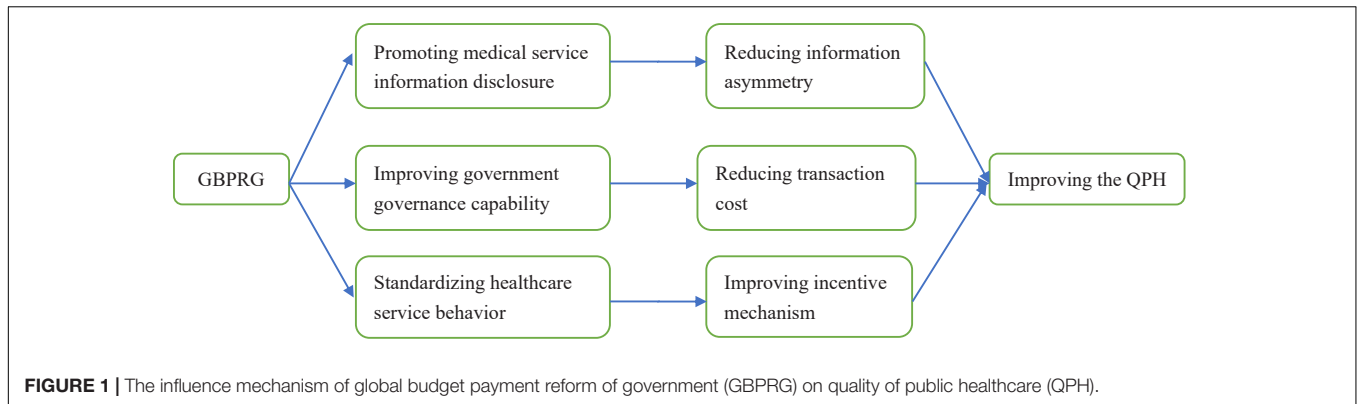 Promoting medical service
information disclosure
Reducing information
asymmetry
GBPRG
Improving government
governance capability
Reducing transaction
cost
Improving the QPH
Standardizing healthcare
service behavior
Improving incentive
mechanism
FIGURE 1 | The influence mechanism of global budget payment reform of government (GBPRG) on quality of public healthcare (QPH).